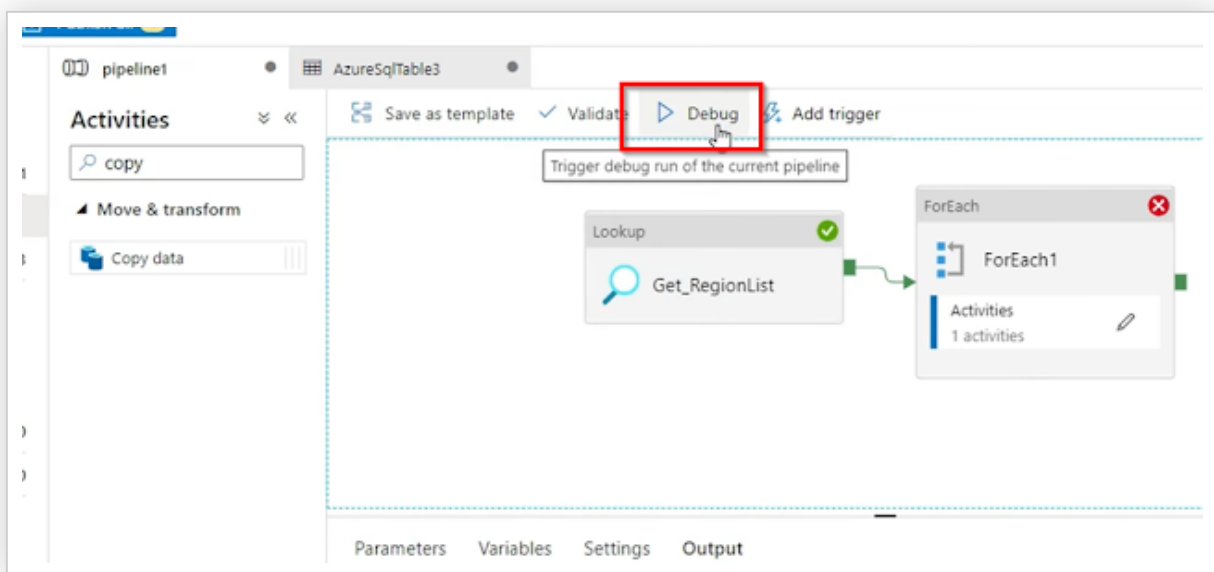 pipeline1
AzureSqlTable3
Activities
Save as template
Validate
Debug
Add trigger
copy
Trigger debug run of the current pipeline
Move & transform
Copy data
Lookup
Get_RegionList
ForEach
ForEach1
Activities
1 activities
Parameters
Variables
Settings
Output